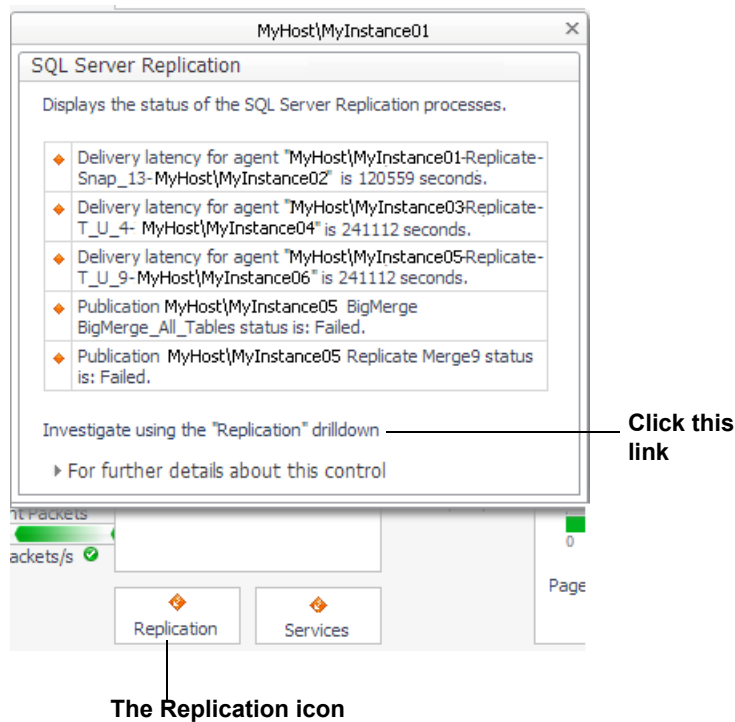 MyHost\MyInstance01
SQL Server Replication
Displays the status of the SQL Server Replication processes.
Delivery latency for agent "MyHost\MyInstance01-Replicate-
Snap_13-MyHost\MyInstance02" is 120559 seconds.
Delivery latency for agent "MyHost\MyInstance03-Replicate-
T_U_4- MyHost\MyInstance04" is 241112 seconds.
Delivery latency for agent "MyHost\MyInstance05-Replicate-
T_U_9-MyHost\MyInstance06" is 241112 seconds.
Publication MyHost\MyInstance05 BigMerge
BigMerge_All_Tables status is: Failed.
Publication MyHost\MyInstance05 Replicate Merge9 status
is: Failed.
Investigate using the "Replication" drilldown
Click this
link
For further details about this control
nt Packets
ackets/s
0
Page
Replication
Services
The Replication icon